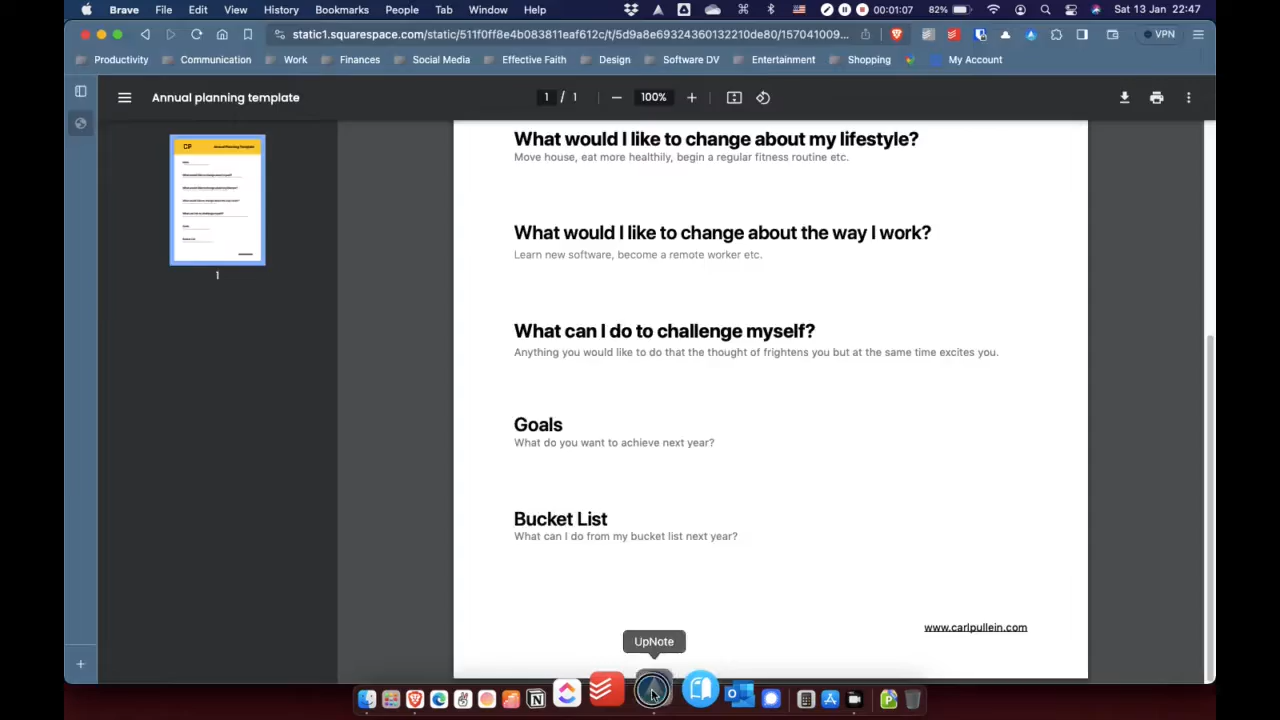 Brave File Edit View History Bookmarks People Tab Window Help 00:01:07 82% Sat 13 Jan 22:47
static1.squarespace.com/static/511f0ff8e4b083811eaf612c/t/5d9a8e69324360132210de80/157041009... VPN
Productivity Communication Work Finances Social Media Effective Faith Design Software DV Entertainment Shopping My Account
Annual planning template 1 / 1 100%
CP Annual Planning Template
1
What would I like to change about my lifestyle?
Move house, eat more healthily, begin a regular fitness routine etc.
What would I like to change about the way I work?
Learn new software, become a remote worker etc.
What can I do to challenge myself?
Anything you would like to do that the thought of frightens you but at the same time excites you.
Goals
What do you want to achieve next year?
Bucket List
What can I do from my bucket list next year?
www.carlpullein.com
UpNote